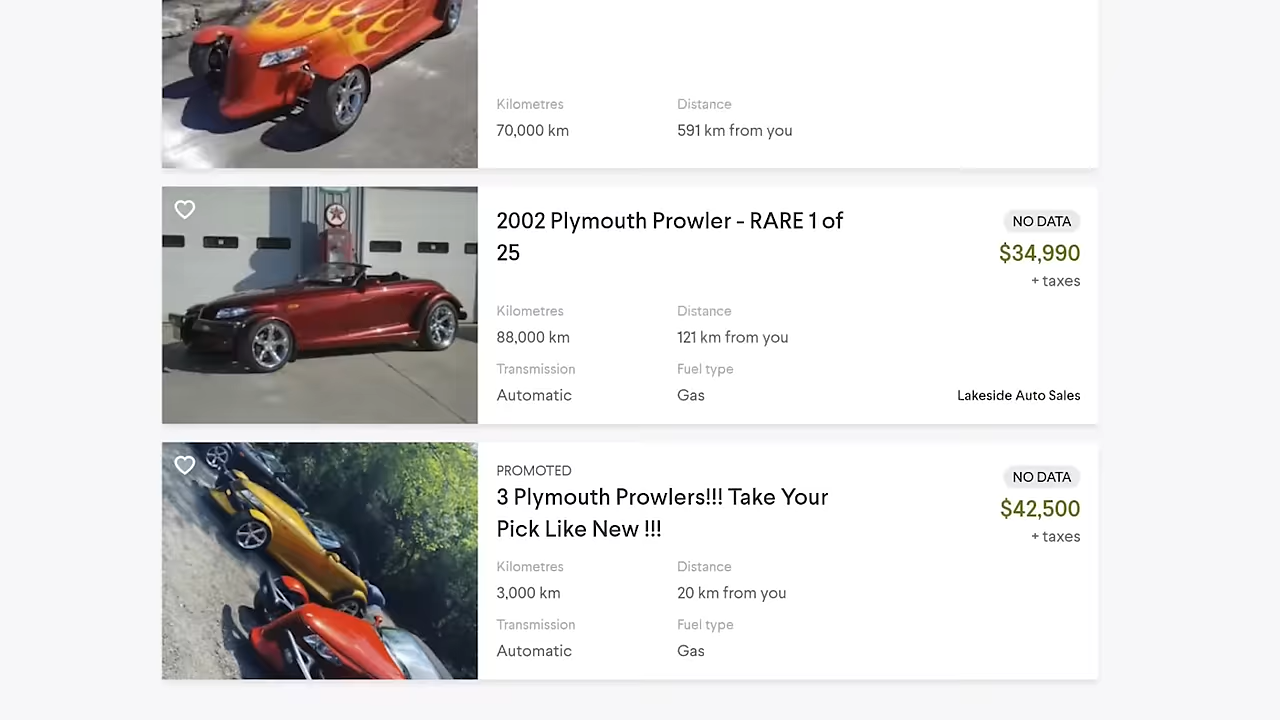 Kilometres Distance
70,000 km 591 km from you
2002 Plymouth Prowler - RARE 1 of
25
NO DATA
$34,990
+ taxes
Kilometres Distance
88,000 km 121 km from you
Transmission Fuel type
Automatic Gas
Lakeside Auto Sales
PROMOTED
3 Plymouth Prowlers!!! Take Your
Pick Like New !!!
NO DATA
$42,500
+ taxes
Kilometres Distance
3,000 km 20 km from you
Transmission Fuel type
Automatic Gas